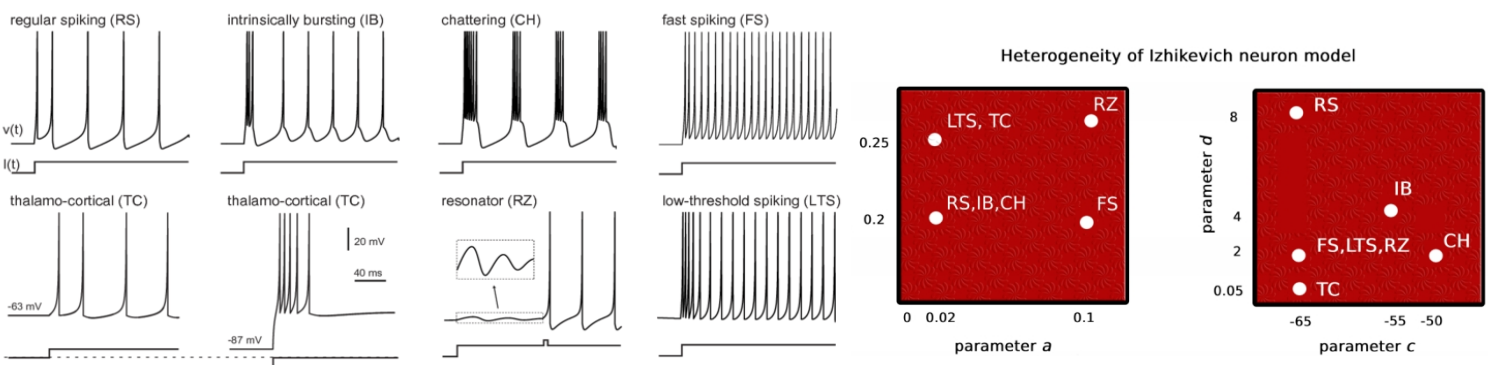 regular spiking (RS)
intrinsically bursting (IB)
chattering (CH)
fast spiking (FS)
v(t)
I(t)
thalamo-cortical (TC)
thalamo-cortical (TC)
resonator (RZ)
low-threshold spiking (LTS)
20 mV
40 ms
-63 mV
-87 mV
Heterogeneity of Izhikevich neuron model
RZ
LTS, TC
0.25
RS,IB,CH
FS
0.2
0 0.02 0.1
parameter a
RS
8
parameter d
IB
4
FS,LTS,RZ
CH
2
TC
0.05
-65 -55 -50
parameter c